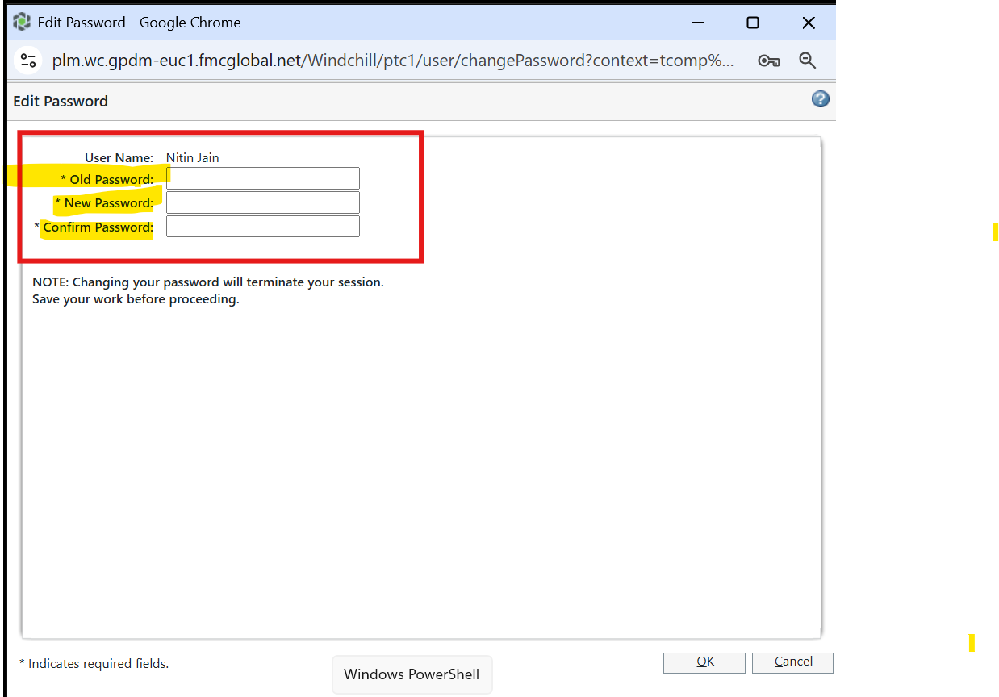 Edit Password - Google Chrome
plm.wc.gpdm-euc1.fmcglobal.net/Windchill/ptc1/user/changePassword?context=tcomp%...
Edit Password
User Name: Nitin Jain
* Old Password:
* New Password:
* Confirm Password:
NOTE: Changing your password will terminate your session.
Save your work before proceeding.
* Indicates required fields.
Windows PowerShell
OK
Cancel